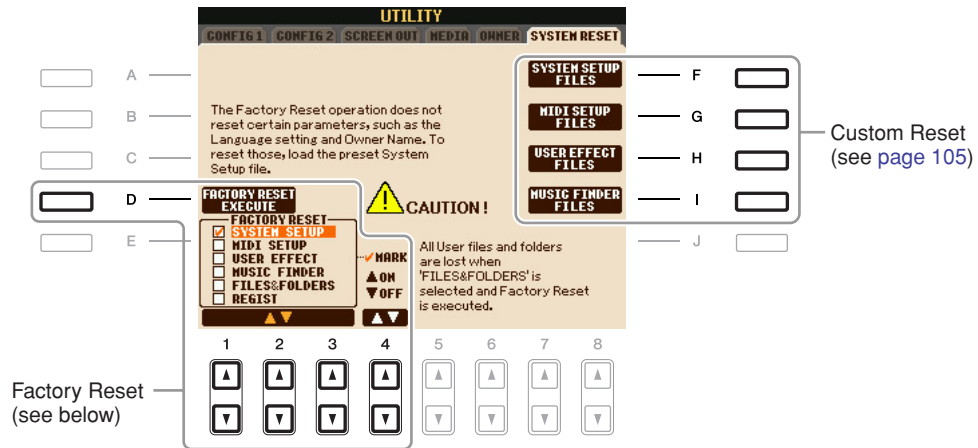 UTILITY
CONFIG 1 CONFIG 2 SCREEN OUT MEDIA OWNER SYSTEM RESET
A
B
C
D
E
SYSTEM SETUP
FILES
MIDI SETUP
FILES
USER EFFECT
FILES
MUSIC FINDER
FILES
F
G
H
I
J
Custom Reset
(see page 105)
The Factory Reset operation does not
reset certain parameters, such as the
Language setting and Owner Name. To
reset those, load the preset System
Setup file.
FACTORY RESET
EXECUTE
CAUTION !
FACTORY RESET
SYSTEM SETUP
MIDI SETUP
USER EFFECT
MUSIC FINDER
FILES&FOLDERS
REGIST
MARK
▲ON
▼OFF
All User files and folders
are lost when
'FILES&FOLDERS' is
selected and Factory Reset
is executed.
1 2 3 4 5 6 7 8
Factory Reset
(see below)